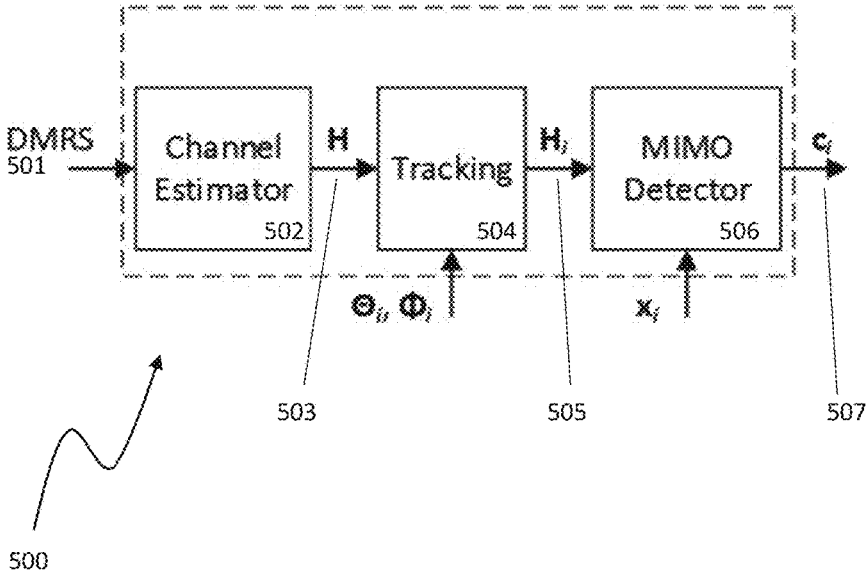 DMRS
501
Channel
Estimator
502
H
Tracking
504
Hᵢ
MIMO
Detector
506
cᵢ
Θᵢ, Φᵢ
xᵢ
503
505
507
500